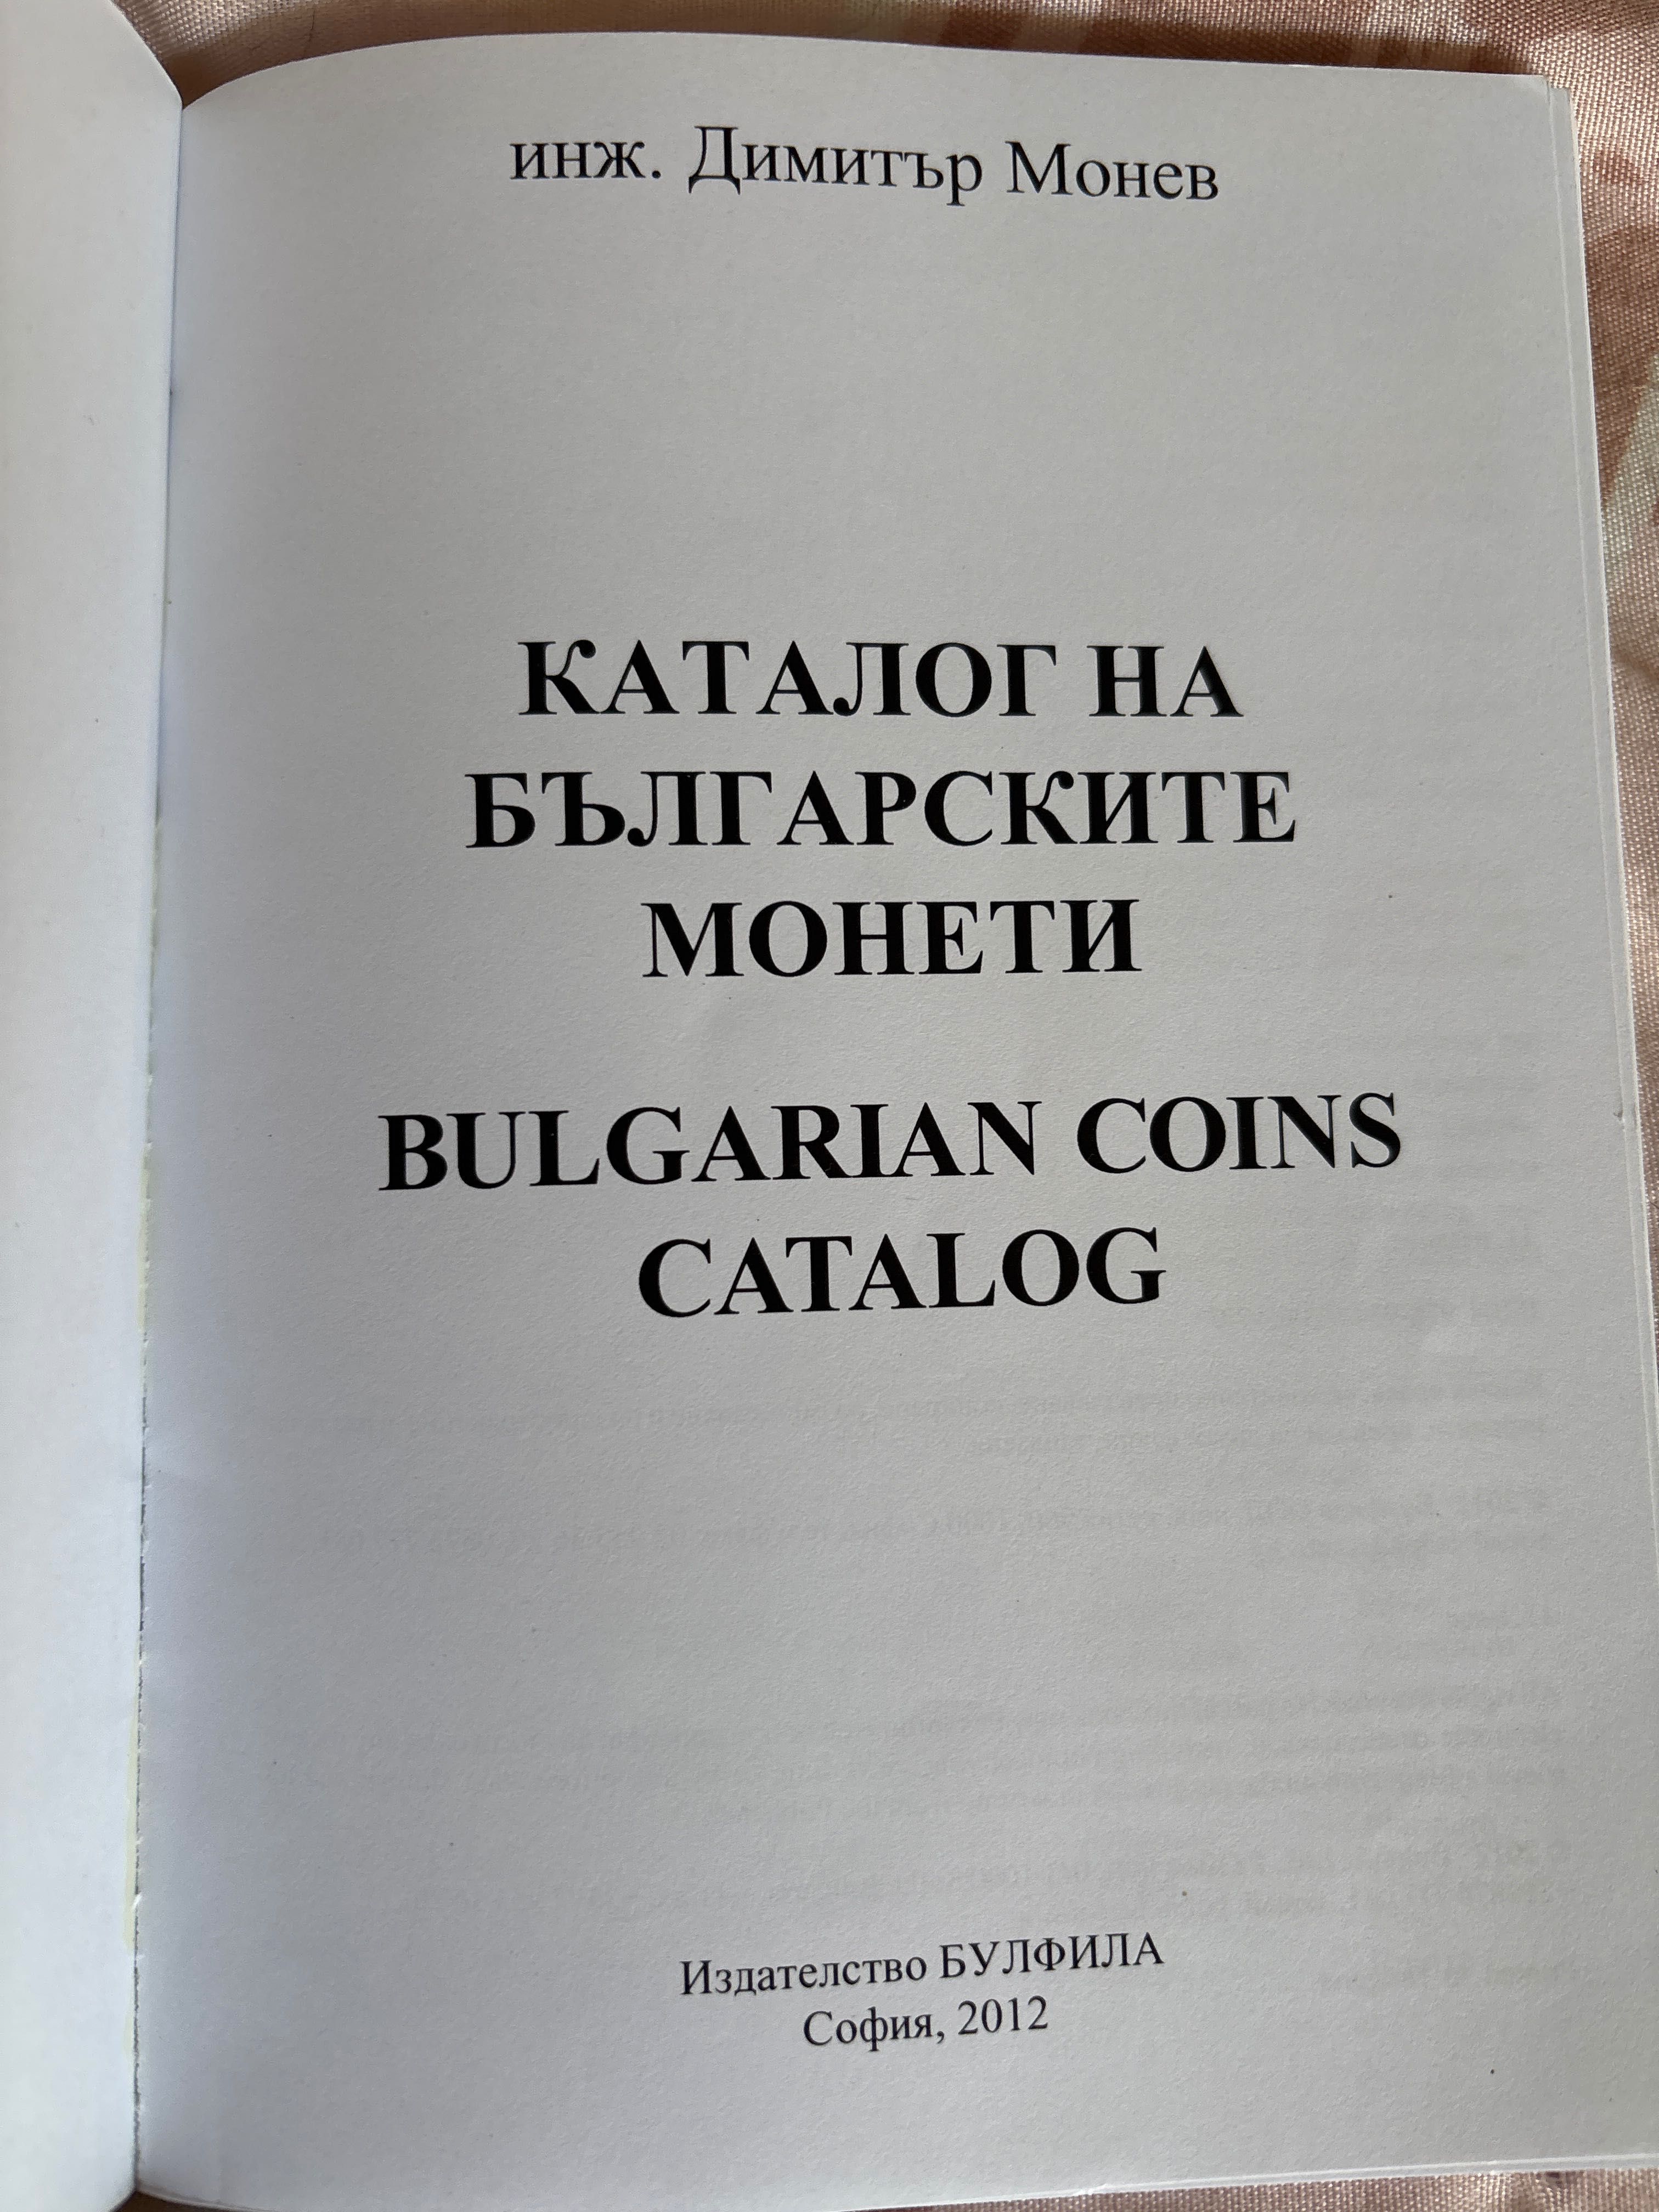 инж. Димитър Монев
КАТАЛОГ НА
БЪЛГАРСКИТЕ
МОНЕТИ
BULGARIAN COINS
CATALOG
Издателство БУЛФИЛА
София, 2012